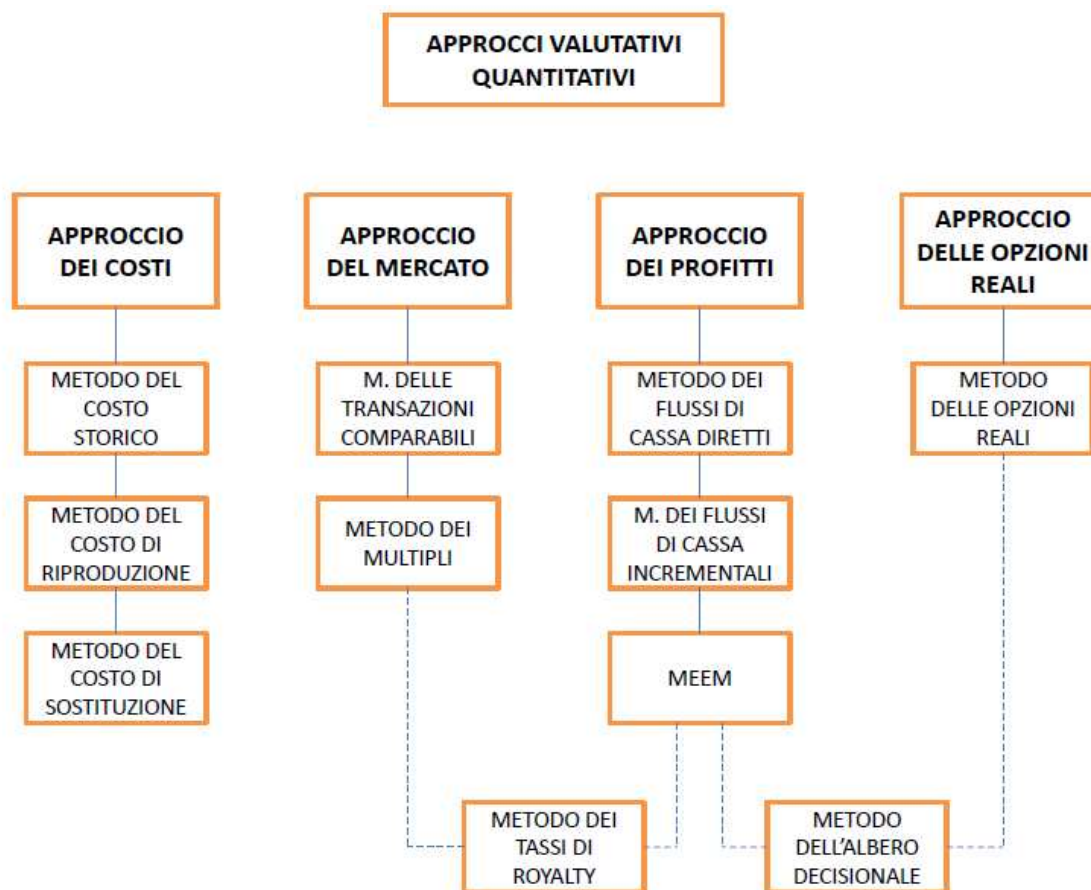 APPROCCI VALUTATIVI
QUANTITATIVI
APPROCCIO
DEI COSTI
APPROCCIO
DEL MERCATO
APPROCCIO
DEI PROFITTI
APPROCCIO
DELLE OPZIONI
REALI
METODO DEL
COSTO
STORICO
M. DELLE
TRANSAZIONI
COMPARABILI
METODO DEI
FLUSSI DI
CASSA DIRETTI
METODO
DELLE OPZIONI
REALI
METODO DEL
COSTO DI
RIPRODUZIONE
METODO DEI
MULTIPLI
M. DEI FLUSSI
DI CASSA
INCREMENTALI
METODO DEL
COSTO DI
SOSTITUZIONE
MEEM
METODO DEI
TASSI DI
ROYALTY
METODO
DELL'ALBERO
DECISIONALE